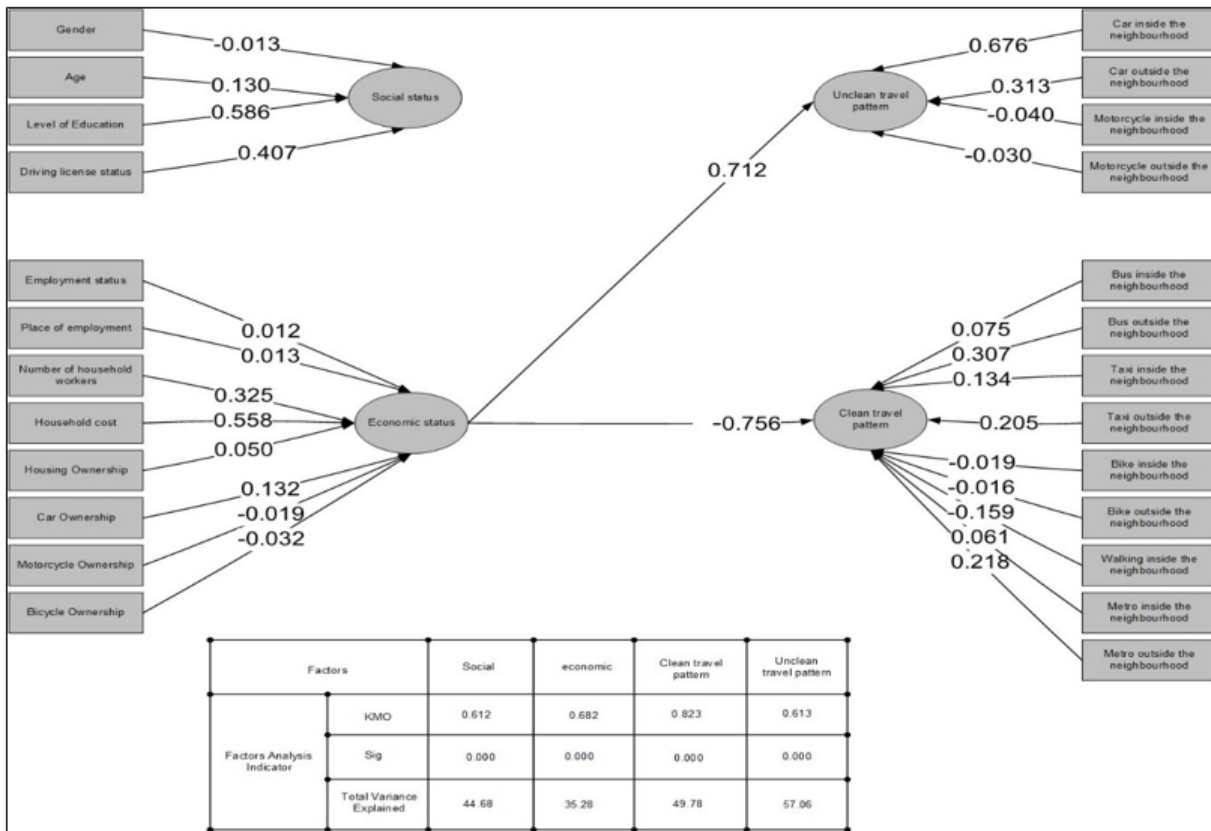 Gender
Age
Level of Education
Driving license status
-0.013
0.130
0.586
0.407
Social status
Employment status
Place of employment
Number of household
workers
Household cost
Housing Ownership
Car Ownership
Motorcycle Ownership
Bicycle Ownership
0.012
0.013
0.325
0.558
0.050
0.132
-0.019
-0.032
Economic status
0.712
-0.756
Unclean travel
pattern
0.676
0.313
-0.040
-0.030
Car inside the
neighbourhood
Car outside the
neighbourhood
Motorcycle inside the
neighbourhood
Motorcycle outside the
neighbourhood
Clean travel
pattern
0.075
0.307
0.134
0.205
-0.019
-0.016
-0.159
0.061
0.218
Bus inside the
neighbourhood
Bus outside the
neighbourhood
Taxi inside the
neighbourhood
Taxi outside the
neighbourhood
Bike inside the
neighbourhood
Bike outside the
neighbourhood
Walking inside the
neighbourhood
Metro inside the
neighbourhood
Metro outside the
neighbourhood
Factors
Social
economic
Clean travel
pattern
Unclean
travel pattern
Factors Analysis
Indicator
KMO
0.612
0.682
0.823
0.613
Sig
0.000
0.000
0.000
0.000
Total Variance
Explained
44.68
35.28
49.78
57.06